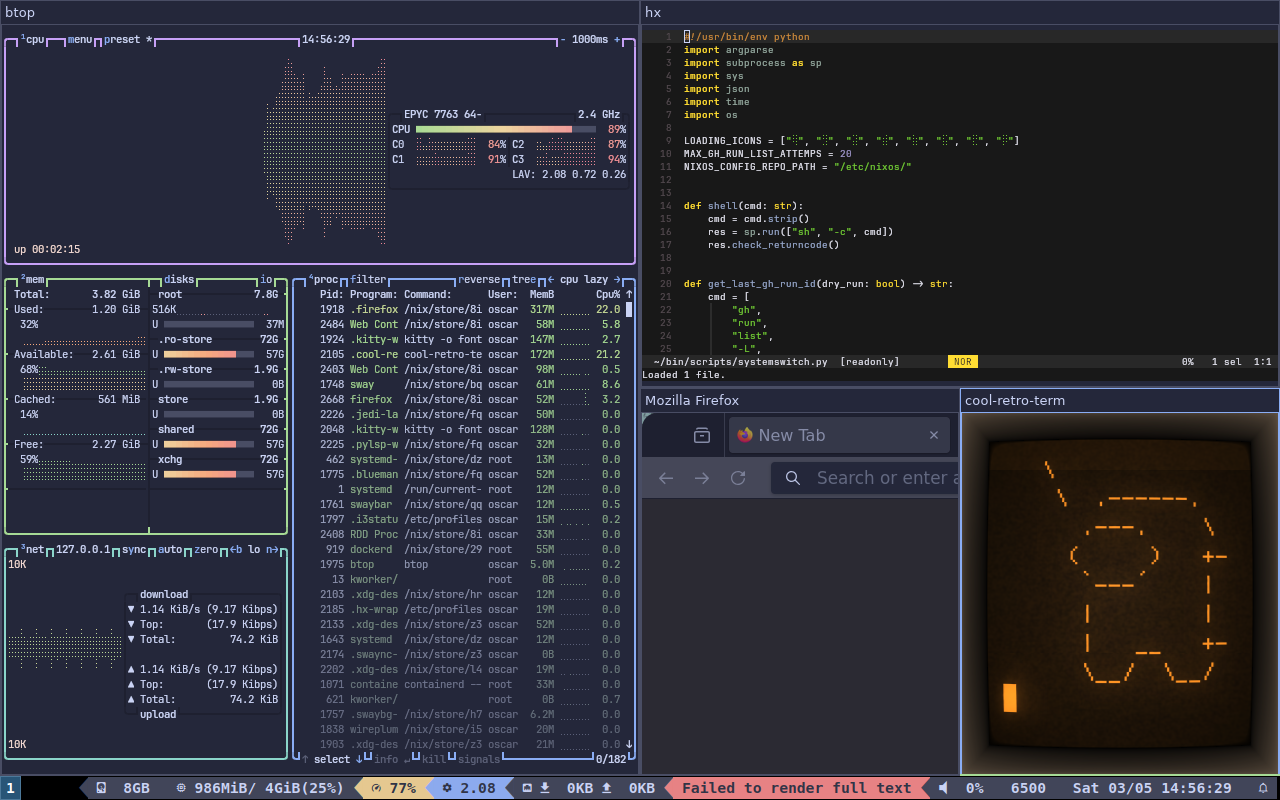 btop
¹cpu menu preset * 14:56:29 - 1000ms +
EPYC 7763 64- 2.4 GHz
CPU 89%
C0 84% C2 87%
C1 91% C3 94%
LAV: 2.08 0.72 0.26
up 00:02:15
²mem disks io
Total: 3.82 GiB
Used: 1.20 GiB
32%
Available: 2.61 GiB
68%
Cached: 561 MiB
14%
Free: 2.27 GiB
59%
root 7.8G
516K
U 37M
.ro-store 72G
U 57G
.rw-store 1.9G
U 0B
store 1.9G
U 0B
shared 72G
U 57G
xchg 72G
U 57G
³net 127.0.0.1 sync auto zero <b lo n>
10K
download
▼ 1.14 KiB/s (9.17 Kibps)
▼ Top: (17.9 Kibps)
▼ Total: 74.2 KiB
▲ 1.14 KiB/s (9.17 Kibps)
▲ Top: (17.9 Kibps)
▲ Total: 74.2 KiB
upload
10K
⁴proc filter reverse tree ← cpu lazy →
Pid: Program: Command: User: MemB Cpu% ↑
1918 .firefox /nix/store/8i oscar 317M 22.0
2484 Web Cont /nix/store/8i oscar 58M 5.8
1924 .kitty-w kitty -o font oscar 147M 2.7
2105 .cool-re cool-retro-te oscar 172M 21.2
2403 Web Cont /nix/store/8i oscar 98M 0.5
1748 sway /nix/store/bq oscar 61M 8.6
2668 firefox /nix/store/8i oscar 52M 3.2
2226 .jedi-la /nix/store/fq oscar 50M 0.0
2048 .kitty-w kitty -o font oscar 128M 0.0
2225 .pylsp-w /nix/store/fq oscar 32M 0.0
462 systemd- /nix/store/dz root 13M 0.0
1775 .blueman /nix/store/fq oscar 52M 0.0
1 systemd /run/current- root 12M 0.0
1761 swaybar /nix/store/qq oscar 12M 0.5
1797 .i3statu /etc/profiles oscar 15M 0.2
2408 RDD Proc /nix/store/8i oscar 33M 0.0
919 dockerd /nix/store/29 root 55M 0.0
1975 btop btop oscar 5.0M 0.2
13 kworker/ root 0B 0.0
2103 .xdg-des /nix/store/hr oscar 12M 0.0
2185 .hx-wrap /etc/profiles oscar 19M 0.0
2133 .xdg-des /nix/store/z3 oscar 52M 0.0
1643 systemd /nix/store/dz oscar 12M 0.0
2174 .swaync- /nix/store/z3 oscar 0B 0.0
2202 .xdg-des /nix/store/l4 oscar 19M 0.0
1071 containe containerd -- root 33M 0.0
621 kworker/ root 0B 0.7
1757 .swaybg- /nix/store/h7 oscar 6.2M 0.0
1838 wireplum /nix/store/i5 oscar 20M 0.0
1903 .xdg-des /nix/store/z3 oscar 21M 0.0 ↓
↑ select ↓ info ↵ kill signals 0/182
hx
1 #!/usr/bin/env python
2 import argparse
3 import subprocess as sp
4 import sys
5 import json
6 import time
7 import os
8
9 LOADING_ICONS = [
10 MAX_GH_RUN_LIST_ATTEMPS = 20
11 NIXOS_CONFIG_REPO_PATH = "/etc/nixos/"
12
13
14 def shell(cmd: str):
15 cmd = cmd.strip()
16 res = sp.run(["sh", "-c", cmd])
17 res.check_returncode()
18
19
20 def get_last_gh_run_id(dry_run: bool) -> str:
21 cmd = [
22 "gh",
23 "run",
24 "list",
25 "-L",
~/bin/scripts/systemswitch.py [readonly] NOR 0% 1 sel 1:1
Loaded 1 file.
Mozilla Firefox
New Tab ×
Search or enter a
cool-retro-term
1 8GB 986MiB/ 4GiB(25%) 77% 2.08 0KB 0KB Failed to render full text 0% 6500 Sat 03/05 14:56:29